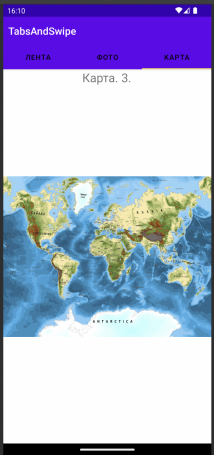 16:10
TabsAndSwipe
ЛЕНТА
ФОТО
КАРТА
Карта. 3.
ANTARCTICA